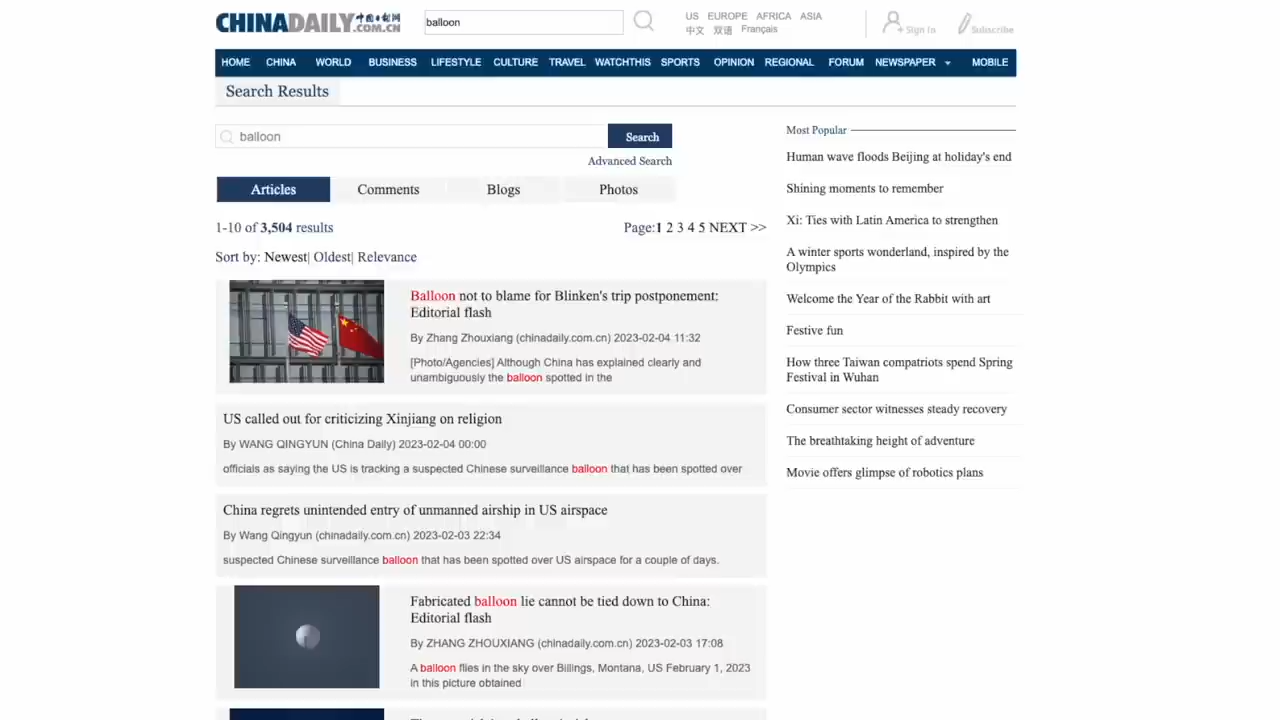 CHINADAILY 中国日报网
.COM.CN
balloon
US EUROPE AFRICA ASIA
中文 双语 Français
Sign In
Subscribe
HOME CHINA WORLD BUSINESS LIFESTYLE CULTURE TRAVEL WATCHTHIS SPORTS OPINION REGIONAL FORUM NEWSPAPER MOBILE
Search Results
balloon
Search
Advanced Search
Articles Comments Blogs Photos
1-10 of 3,504 results
Page:1 2 3 4 5 NEXT >>
Sort by: Newest| Oldest| Relevance
Balloon not to blame for Blinken's trip postponement:
Editorial flash
By Zhang Zhouxiang (chinadaily.com.cn) 2023-02-04 11:32
[Photo/Agencies] Although China has explained clearly and
unambiguously the balloon spotted in the
US called out for criticizing Xinjiang on religion
By WANG QINGYUN (China Daily) 2023-02-04 00:00
officials as saying the US is tracking a suspected Chinese surveillance balloon that has been spotted over
China regrets unintended entry of unmanned airship in US airspace
By Wang Qingyun (chinadaily.com.cn) 2023-02-03 22:34
suspected Chinese surveillance balloon that has been spotted over US airspace for a couple of days.
Fabricated balloon lie cannot be tied down to China:
Editorial flash
By ZHANG ZHOUXIANG (chinadaily.com.cn) 2023-02-03 17:08
A balloon flies in the sky over Billings, Montana, US February 1, 2023
in this picture obtained
Most Popular
Human wave floods Beijing at holiday's end
Shining moments to remember
Xi: Ties with Latin America to strengthen
A winter sports wonderland, inspired by the
Olympics
Welcome the Year of the Rabbit with art
Festive fun
How three Taiwan compatriots spend Spring
Festival in Wuhan
Consumer sector witnesses steady recovery
The breathtaking height of adventure
Movie offers glimpse of robotics plans